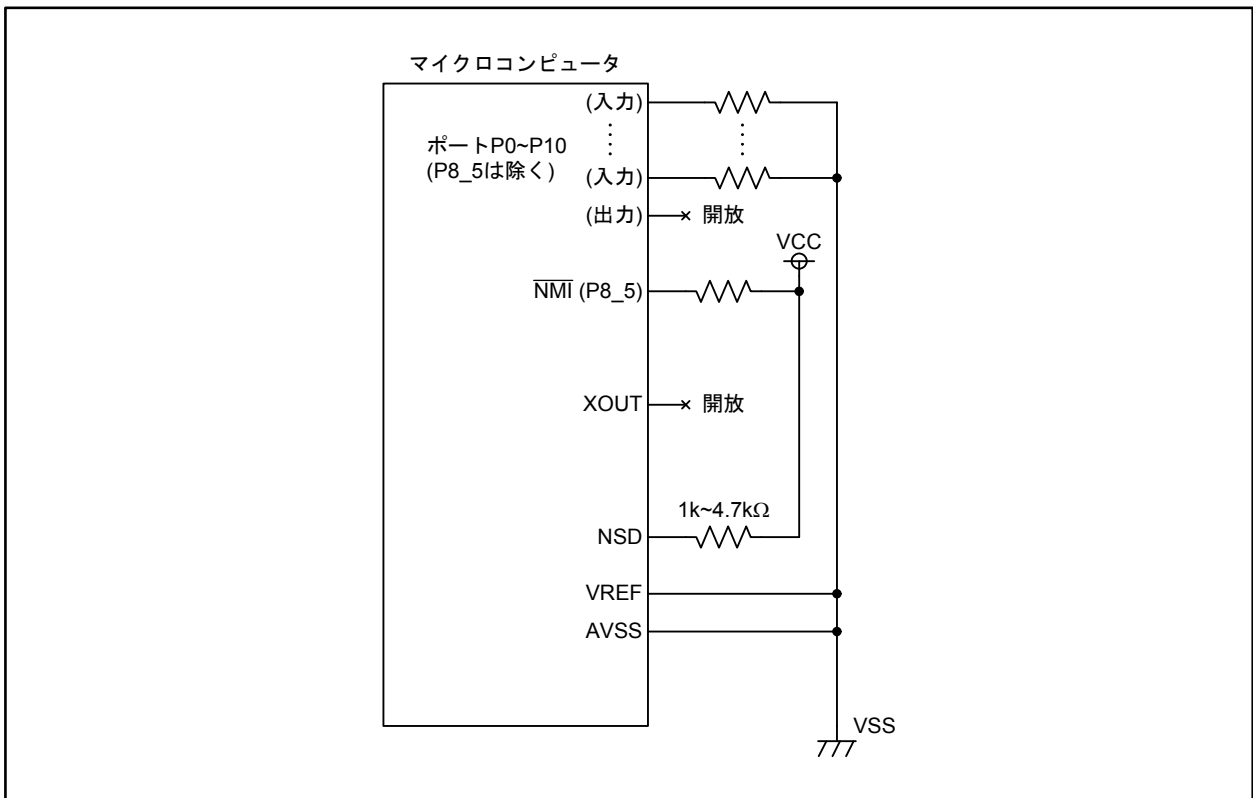 マイクロコンピュータ
(入力)
ポートP0~P10
(P8_5は除く)
(入力)
(出力)
開放
VCC
NMI (P8_5)
XOUT
開放
1k~4.7kΩ
NSD
VREF
AVSS
VSS